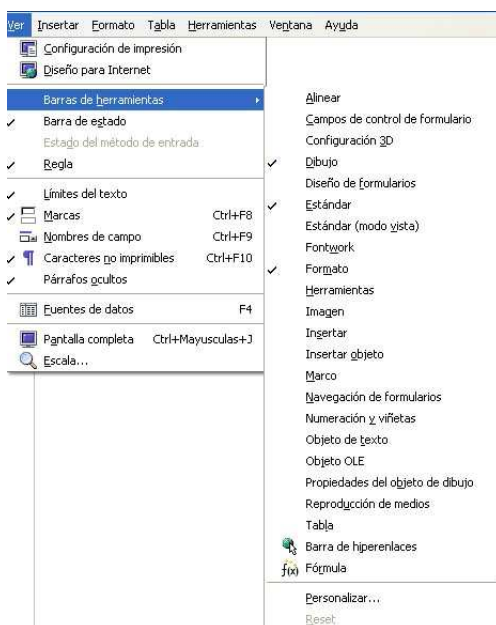 Ver Insertar Formato Tabla Herramientas Ventana Ayuda
Configuración de impresión
Diseño para Internet
Barras de herramientas
Barra de estado
Estado del método de entrada
Regla
Límites del texto
Marcas Ctrl+F8
Nombres de campo Ctrl+F9
Caracteres no imprimibles Ctrl+F10
Párrafos ocultos
Fuentes de datos F4
Pantalla completa Ctrl+Mayusculas+J
Escala...
Alinear
Campos de control de formulario
Configuración 3D
Dibujo
Diseño de formularios
Estándar
Estándar (modo vista)
Fontwork
Formato
Herramientas
Imagen
Insertar
Insertar objeto
Marco
Navegación de formularios
Numeración y viñetas
Objeto de texto
Objeto OLE
Propiedades del objeto de dibujo
Reproducción de medios
Tabla
Barra de hiperenlaces
f(x) Fórmula
Personalizar...
Reset